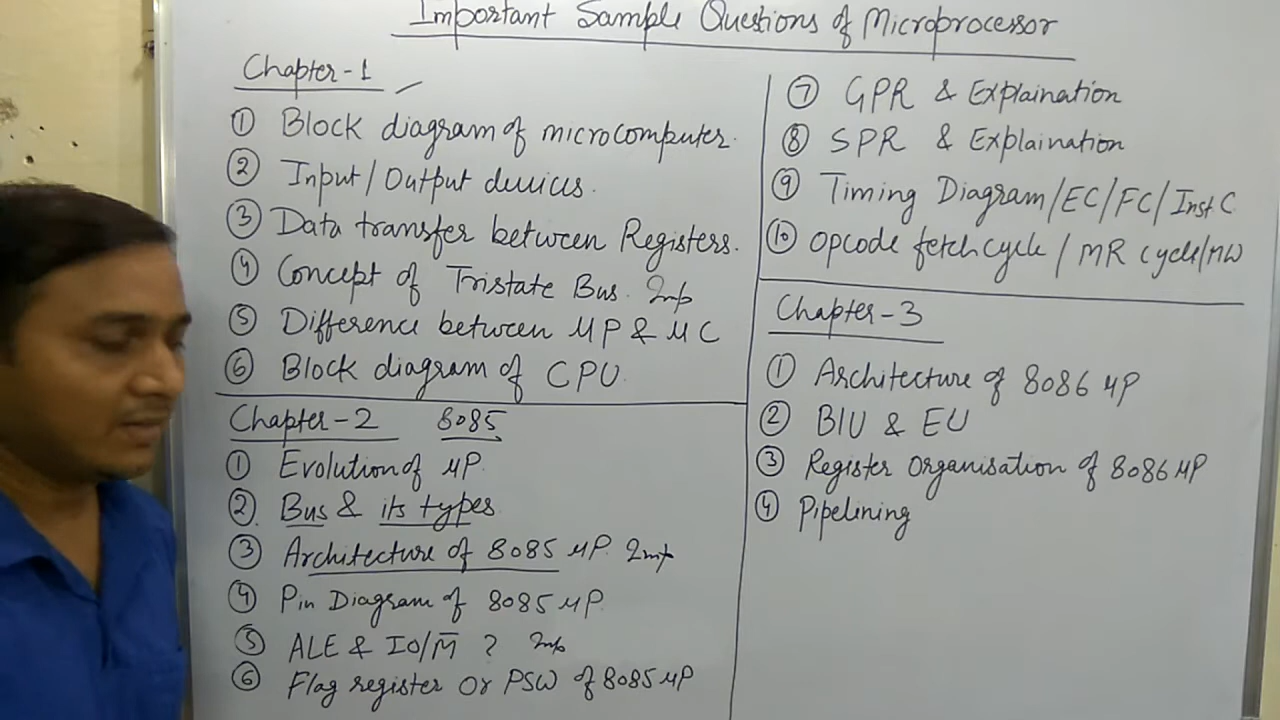 Important Sample Questions of Microprocessor
Chapter-1
① Block diagram of microcomputer.
② Input/Output devices.
③ Data transfer between Registers.
④ Concept of Tristate Bus. Imp
⑤ Difference between μP & μC
⑥ Block diagram of CPU.
Chapter-2 8085
① Evolution of μP.
② Bus & its types.
③ Architecture of 8085 μP. Imp
④ Pin Diagram of 8085 μP.
⑤ ALE & IO/M̅ ? Imp
⑥ Flag register Or PSW of 8085 μP
⑦ GPR & Explaination
⑧ SPR & Explaination
⑨ Timing Diagram/EC/FC/Inst C
⑩ Opcode fetch cycle / MR cycle/MW
Chapter-3
① Architecture of 8086 μP
② BIU & EU
③ Register Organisation of 8086 μP
④ Pipelining